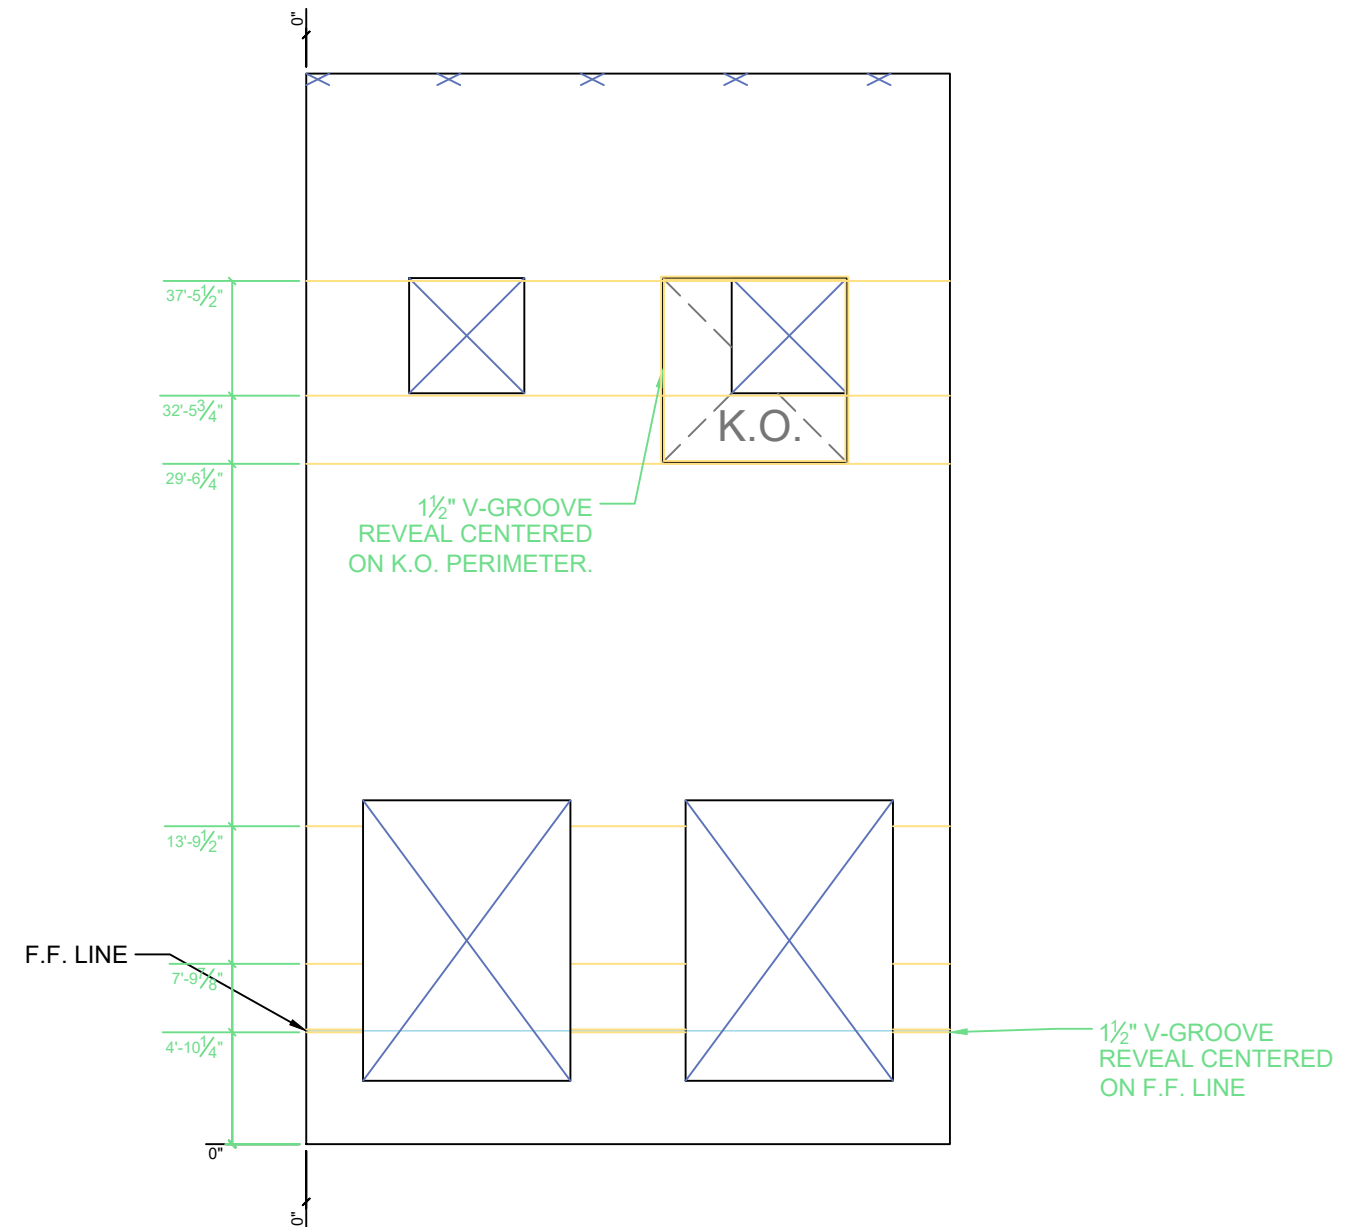 0"
37'-5½"
32'-5¾"
K.O.
29'-6¼"
1½" V-GROOVE
REVEAL CENTERED
ON K.O. PERIMETER.
13'-9½"
F.F. LINE
7'-9⅞"
4'-10¼"
1½" V-GROOVE
REVEAL CENTERED
ON F.F. LINE
0"
0"